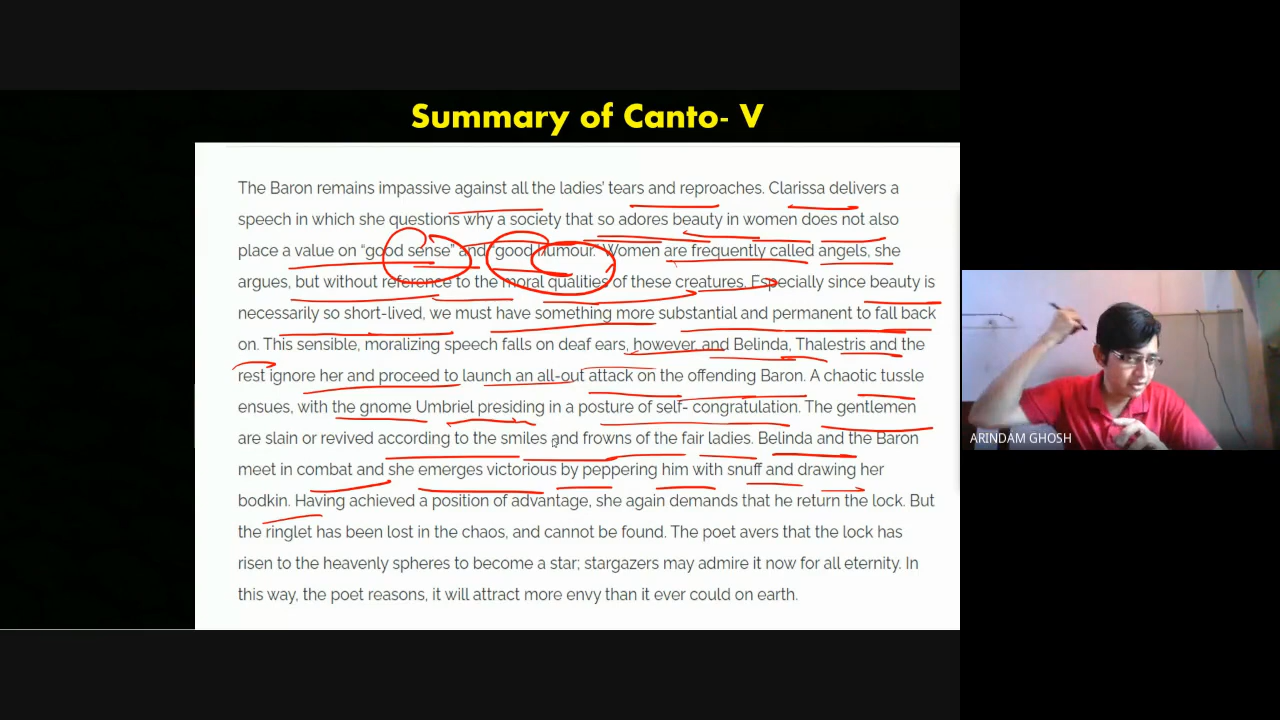 Summary of Canto- V
The Baron remains impassive against all the ladies' tears and reproaches. Clarissa delivers a
speech in which she questions why a society that so adores beauty in women does not also
place a value on “good sense” and “good humour.” Women are frequently called angels, she
argues, but without reference to the moral qualities of these creatures. Especially since beauty is
necessarily so short-lived, we must have something more substantial and permanent to fall back
on. This sensible, moralizing speech falls on deaf ears, however, and Belinda, Thalestris and the
rest ignore her and proceed to launch an all-out attack on the offending Baron. A chaotic tussle
ensues, with the gnome Umbriel presiding in a posture of self- congratulation. The gentlemen
are slain or revived according to the smiles and frowns of the fair ladies. Belinda and the Baron
meet in combat and she emerges victorious by peppering him with snuff and drawing her
bodkin. Having achieved a position of advantage, she again demands that he return the lock. But
the ringlet has been lost in the chaos, and cannot be found. The poet avers that the lock has
risen to the heavenly spheres to become a star; stargazers may admire it now for all eternity. In
this way, the poet reasons, it will attract more envy than it ever could on earth.
ARINDAM GHOSH